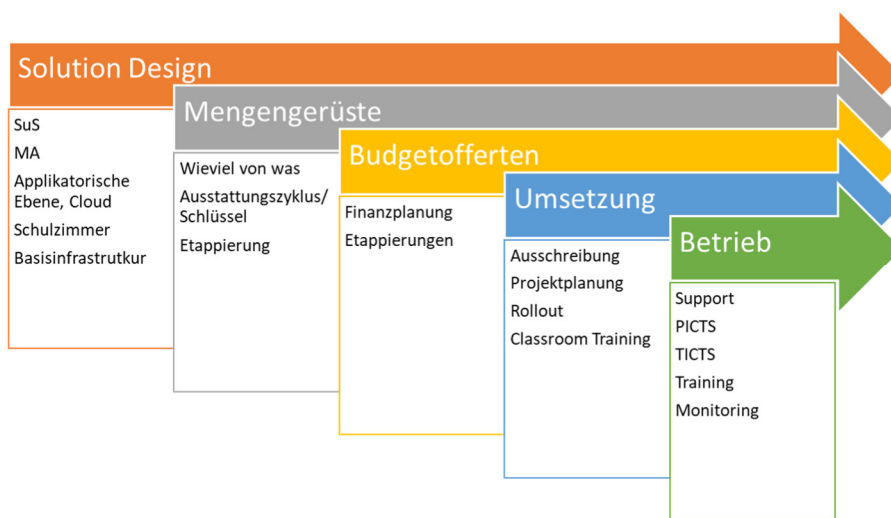 Solution Design
SuS
MA
Applikatorische
Ebene, Cloud
Schulzimmer
Basisinfrastrutkur
Mengengerüste
Wieviel von was
Ausstattungszyklus/
Schlüssel
Etappierung
Budgetofferten
Finanzplanung
Etappierungen
Umsetzung
Ausschreibung
Projektplanung
Rollout
Classroom Training
Betrieb
Support
PICTS
TICTS
Training
Monitoring